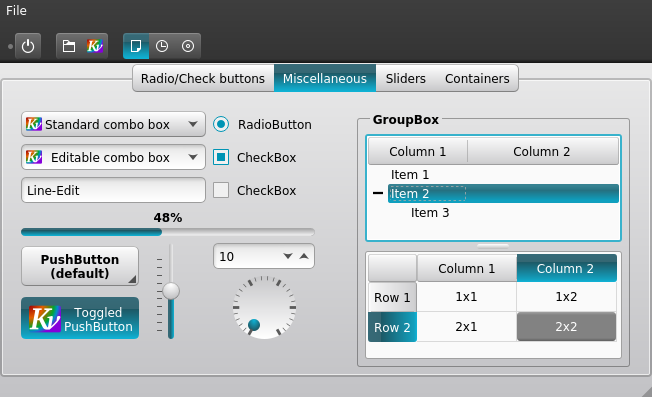 File
Radio/Check buttons
Miscellaneous
Sliders
Containers
Standard combo box
RadioButton
Editable combo box
CheckBox
Line-Edit
CheckBox
48%
PushButton
(default)
10
Toggled
PushButton
GroupBox
Column 1
Column 2
Item 1
Item 2
Item 3
Column 1
Column 2
Row 1
1x1
1x2
Row 2
2x1
2x2